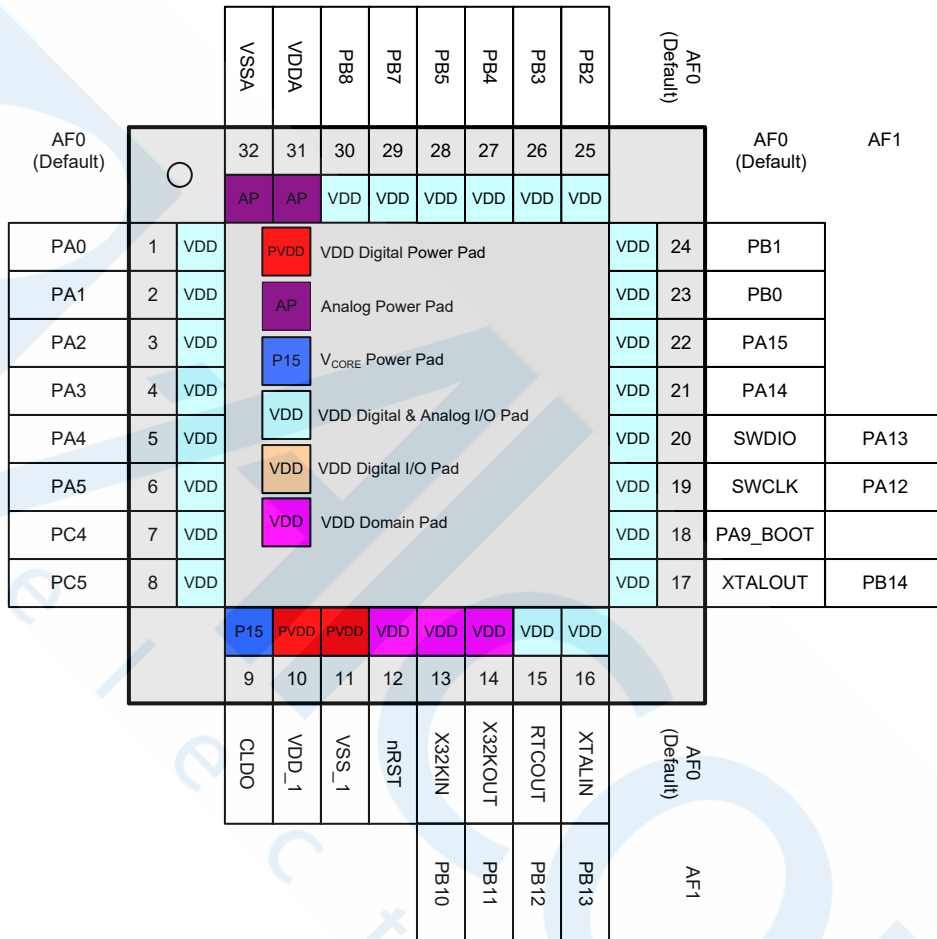 VSSA VDDA PB8 PB7 PB5 PB4 PB3 PB2 AF0
(Default)
AF0
(Default)
32 31 30 29 28 27 26 25
AF0
(Default)
AF1
AP AP VDD VDD VDD VDD VDD VDD
PA0 1 VDD
PVDD VDD Digital Power Pad
VDD 24 PB1
PA1 2 VDD
AP Analog Power Pad
VDD 23 PB0
PA2 3 VDD
P15 VCORE Power Pad
VDD 22 PA15
PA3 4 VDD
VDD VDD Digital & Analog I/O Pad
VDD 21 PA14
PA4 5 VDD
VDD 20 SWDIO PA13
PA5 6 VDD
VDD VDD Digital I/O Pad
VDD 19 SWCLK PA12
PC4 7 VDD
VDD VDD Domain Pad
VDD 18 PA9_BOOT
PC5 8 VDD
VDD 17 XTALOUT PB14
P15 PVDD PVDD VDD VDD VDD VDD VDD
9 10 11 12 13 14 15 16
CLDO VDD_1 VSS_1 nRST X32KIN X32KOUT RTCOUT XTALIN AF0
(Default)
PB10 PB11 PB12 PB13 AF1